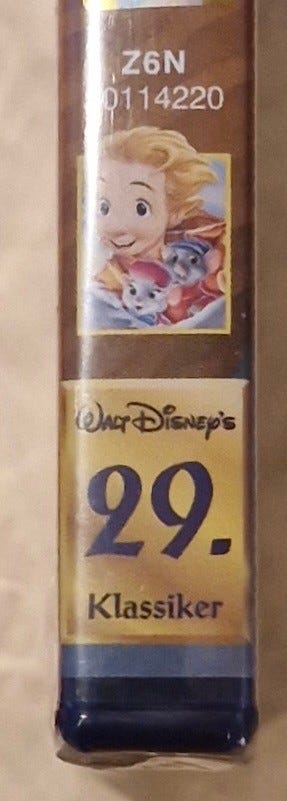 Z6N
0114220
Walt Disney's
29.
Klassiker